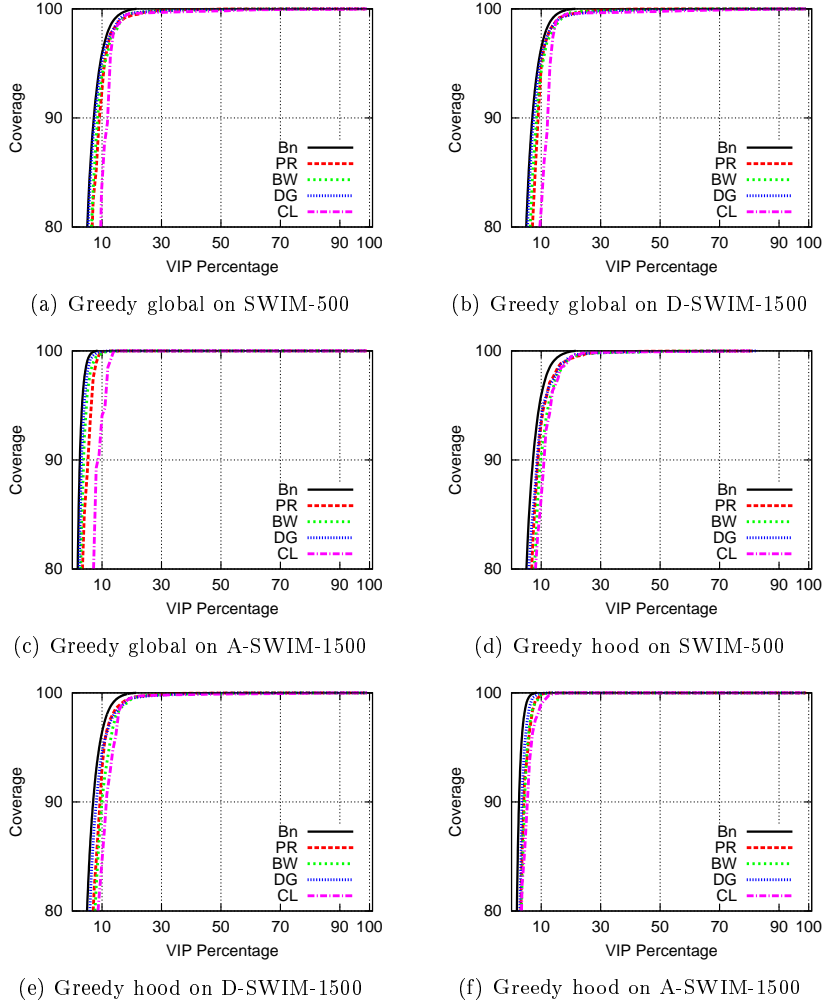 100
90
80
Coverage
Bn
PR
BW
DG
CL
10 30 50 70 90 100
VIP Percentage
(a) Greedy global on SWIM-500
100
90
80
Coverage
Bn
PR
BW
DG
CL
10 30 50 70 90 100
VIP Percentage
(b) Greedy global on D-SWIM-1500
100
90
80
Coverage
Bn
PR
BW
DG
CL
10 30 50 70 90 100
VIP Percentage
(c) Greedy global on A-SWIM-1500
100
90
80
Coverage
Bn
PR
BW
DG
CL
10 30 50 70 90 100
VIP Percentage
(d) Greedy hood on SWIM-500
100
90
80
Coverage
Bn
PR
BW
DG
CL
10 30 50 70 90 100
VIP Percentage
(e) Greedy hood on D-SWIM-1500
100
90
80
Coverage
Bn
PR
BW
DG
CL
10 30 50 70 90 100
VIP Percentage
(f) Greedy hood on A-SWIM-1500